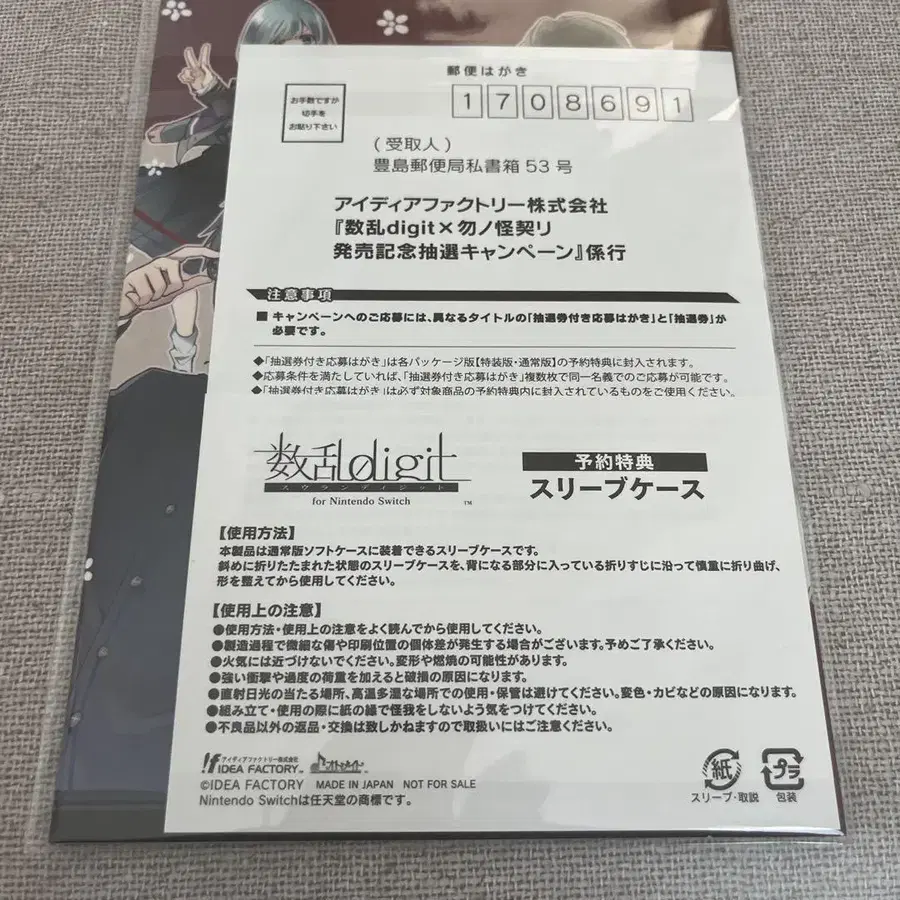 郵便はがき
お手数ですが
切手を
お貼り下さい
1708691
(受取人)
豊島郵便局私書箱53号
アイディアファクトリー株式会社
『数乱digit×勿ノ怪契リ
発売記念抽選キャンペーン』係行
注意事項
■ キャンペーンへのご応募には、異なるタイトルの「抽選券付き応募はがき」と「抽選券」が
必要です。
◆「抽選券付き応募はがき」は各パッケージ版【特装版・通常版】の予約特典に封入されます。
◆応募条件を満たしていれば、「抽選券付き応募はがき」複数枚で同一名義でのご応募が可能です。
◆「抽選券付き応募はがき」は必ず対象商品の予約特典内に封入されているものをご使用ください。
数乱digit
スウランディジット
for Nintendo Switch
™
予約特典
スリーブケース
【使用方法】
本製品は通常版ソフトケースに装着できるスリーブケースです。
斜めに折りたたまれた状態のスリーブケースを、背になる部分に入っている折りすじに沿って慎重に折り曲げ、
形を整えてから使用してください。
【使用上の注意】
●使用方法・使用上の注意をよく読んでから使用してください。
●製造過程で微細な傷や印刷位置の個体差が発生する場合がございます。予めご了承ください。
●火気には近づけないでください。変形や燃焼の可能性があります。
●強い衝撃や過度の荷重を加えると破損の原因になります。
●直射日光の当たる場所、高温多湿な場所での使用・保管は避けてください。変色・カビなどの原因になります。
●組み立て・使用の際に紙の縁で怪我をしないよう気をつけてください。
●不良品以外の返品・交換は致しかねますので取扱いにはご注意ください。
アイディアファクトリー株式会社
IDEA FACTORY™
オトメイト™
©IDEA FACTORY MADE IN JAPAN NOT FOR SALE
Nintendo Switchは任天堂の商標です。
紙
スリーブ・取説
プラ
包装